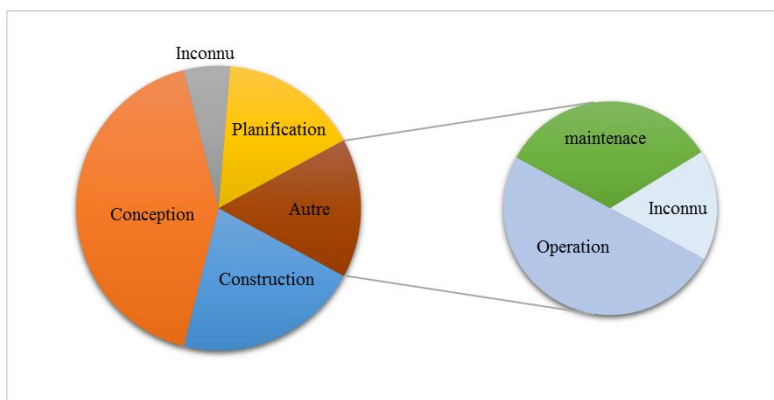 Inconnu
Planification
Autre
Construction
Conception
maintenace
Inconnu
Operation